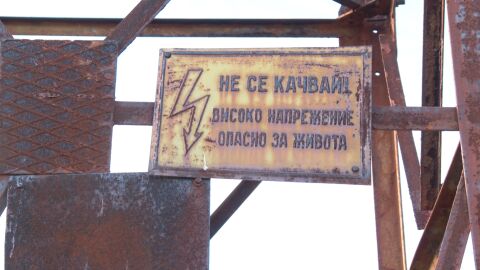 НЕ СЕ КАЧВАЙ!
ВИСОКО НАПРЕЖЕНИЕ
ОПАСНО ЗА ЖИВОТА